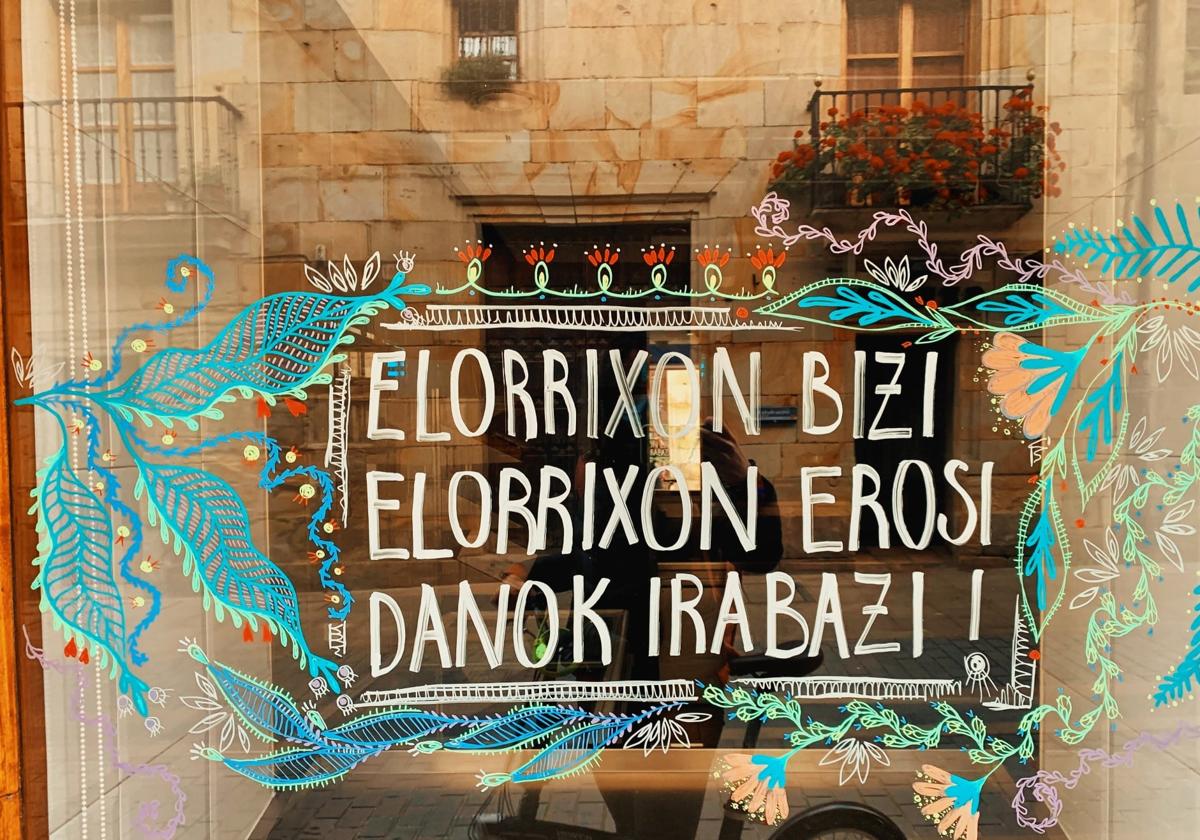 ELORRIXON BIZI
ELORRIXON EROSI
DANOK IRABAZI !